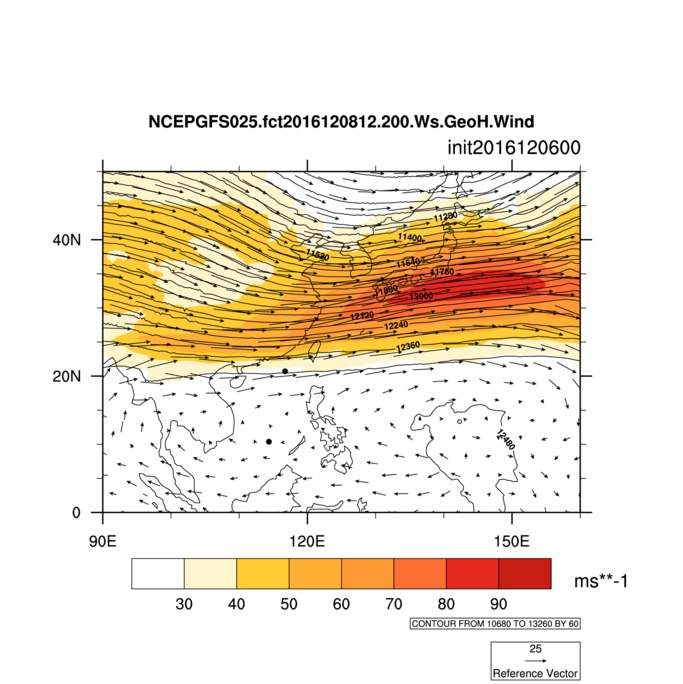 NCEPGFS025.fct2016120812.200.Ws.GeoH.Wind
init2016120600
11280
40N
11400
11520
11640
11760
11880
12000
12120
12240
12360
20N
12480
0
90E 120E 150E
ms**-1
30 40 50 60 70 80 90
CONTOUR FROM 10680 TO 13260 BY 60
25
Reference Vector